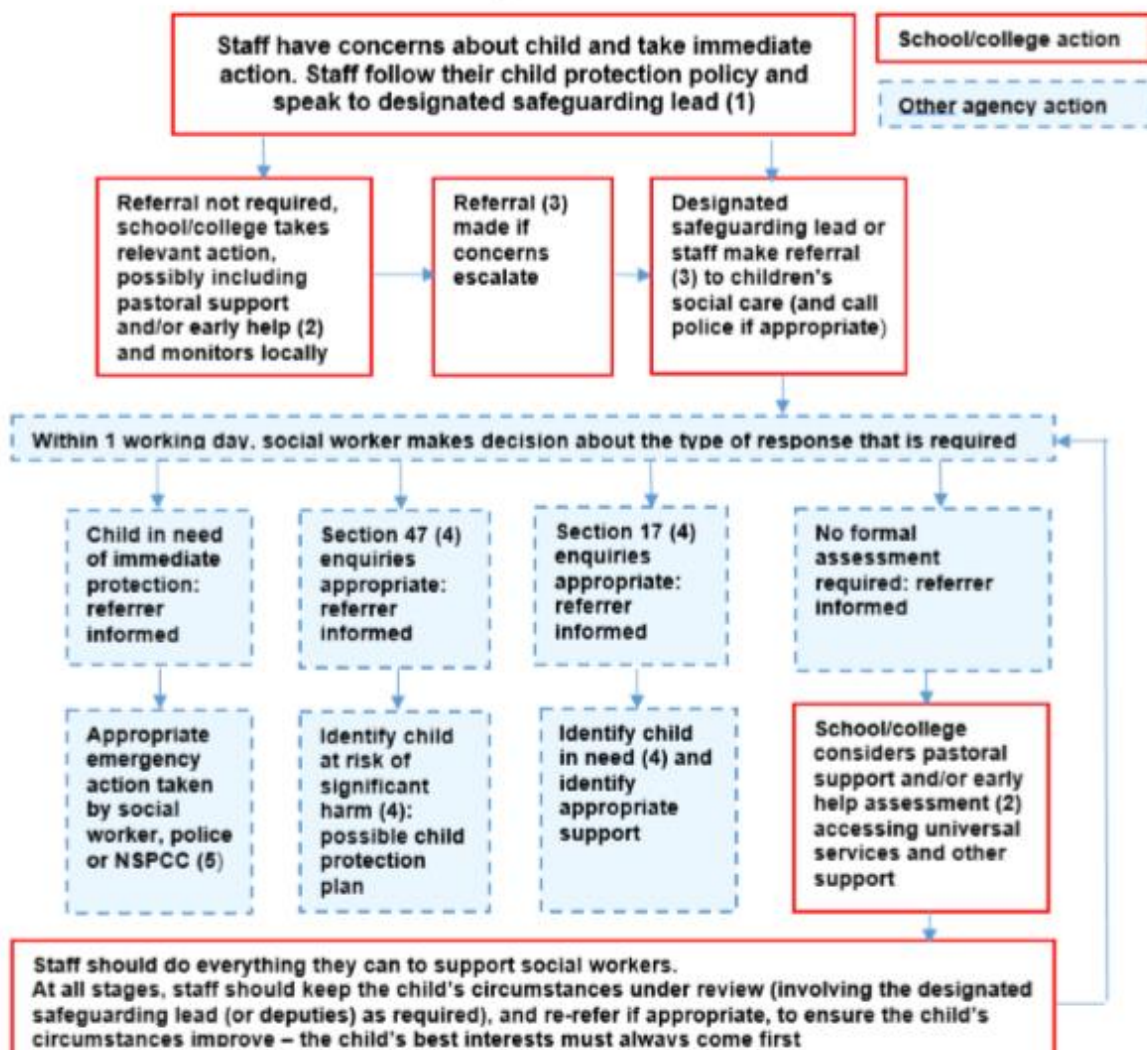 Staff have concerns about child and take immediate
action. Staff follow their child protection policy and
speak to designated safeguarding lead (1)
School/college action
Other agency action
Referral not required,
school/college takes
relevant action,
possibly including
pastoral support
and/or early help (2)
and monitors locally
Referral (3)
made if
concerns
escalate
Designated
safeguarding lead or
staff make referral
(3) to children's
social care (and call
police if appropriate)
Within 1 working day, social worker makes decision about the type of response that is required
Child in need
of immediate
protection:
referrer
informed
Section 47 (4)
enquiries
appropriate:
referrer
informed
Section 17 (4)
enquiries
appropriate:
referrer
informed
No formal
assessment
required: referrer
informed
Appropriate
emergency
action taken
by social
worker, police
or NSPCC (5)
Identify child
at risk of
significant
harm (4):
possible child
protection
plan
Identify child
in need (4) and
identify
appropriate
support
School/college
considers pastoral
support and/or early
help assessment (2)
accessing universal
services and other
support
Staff should do everything they can to support social workers.
At all stages, staff should keep the child's circumstances under review (involving the designated
safeguarding lead (or deputies) as required), and re-refer if appropriate, to ensure the child's
circumstances improve – the child's best interests must always come first